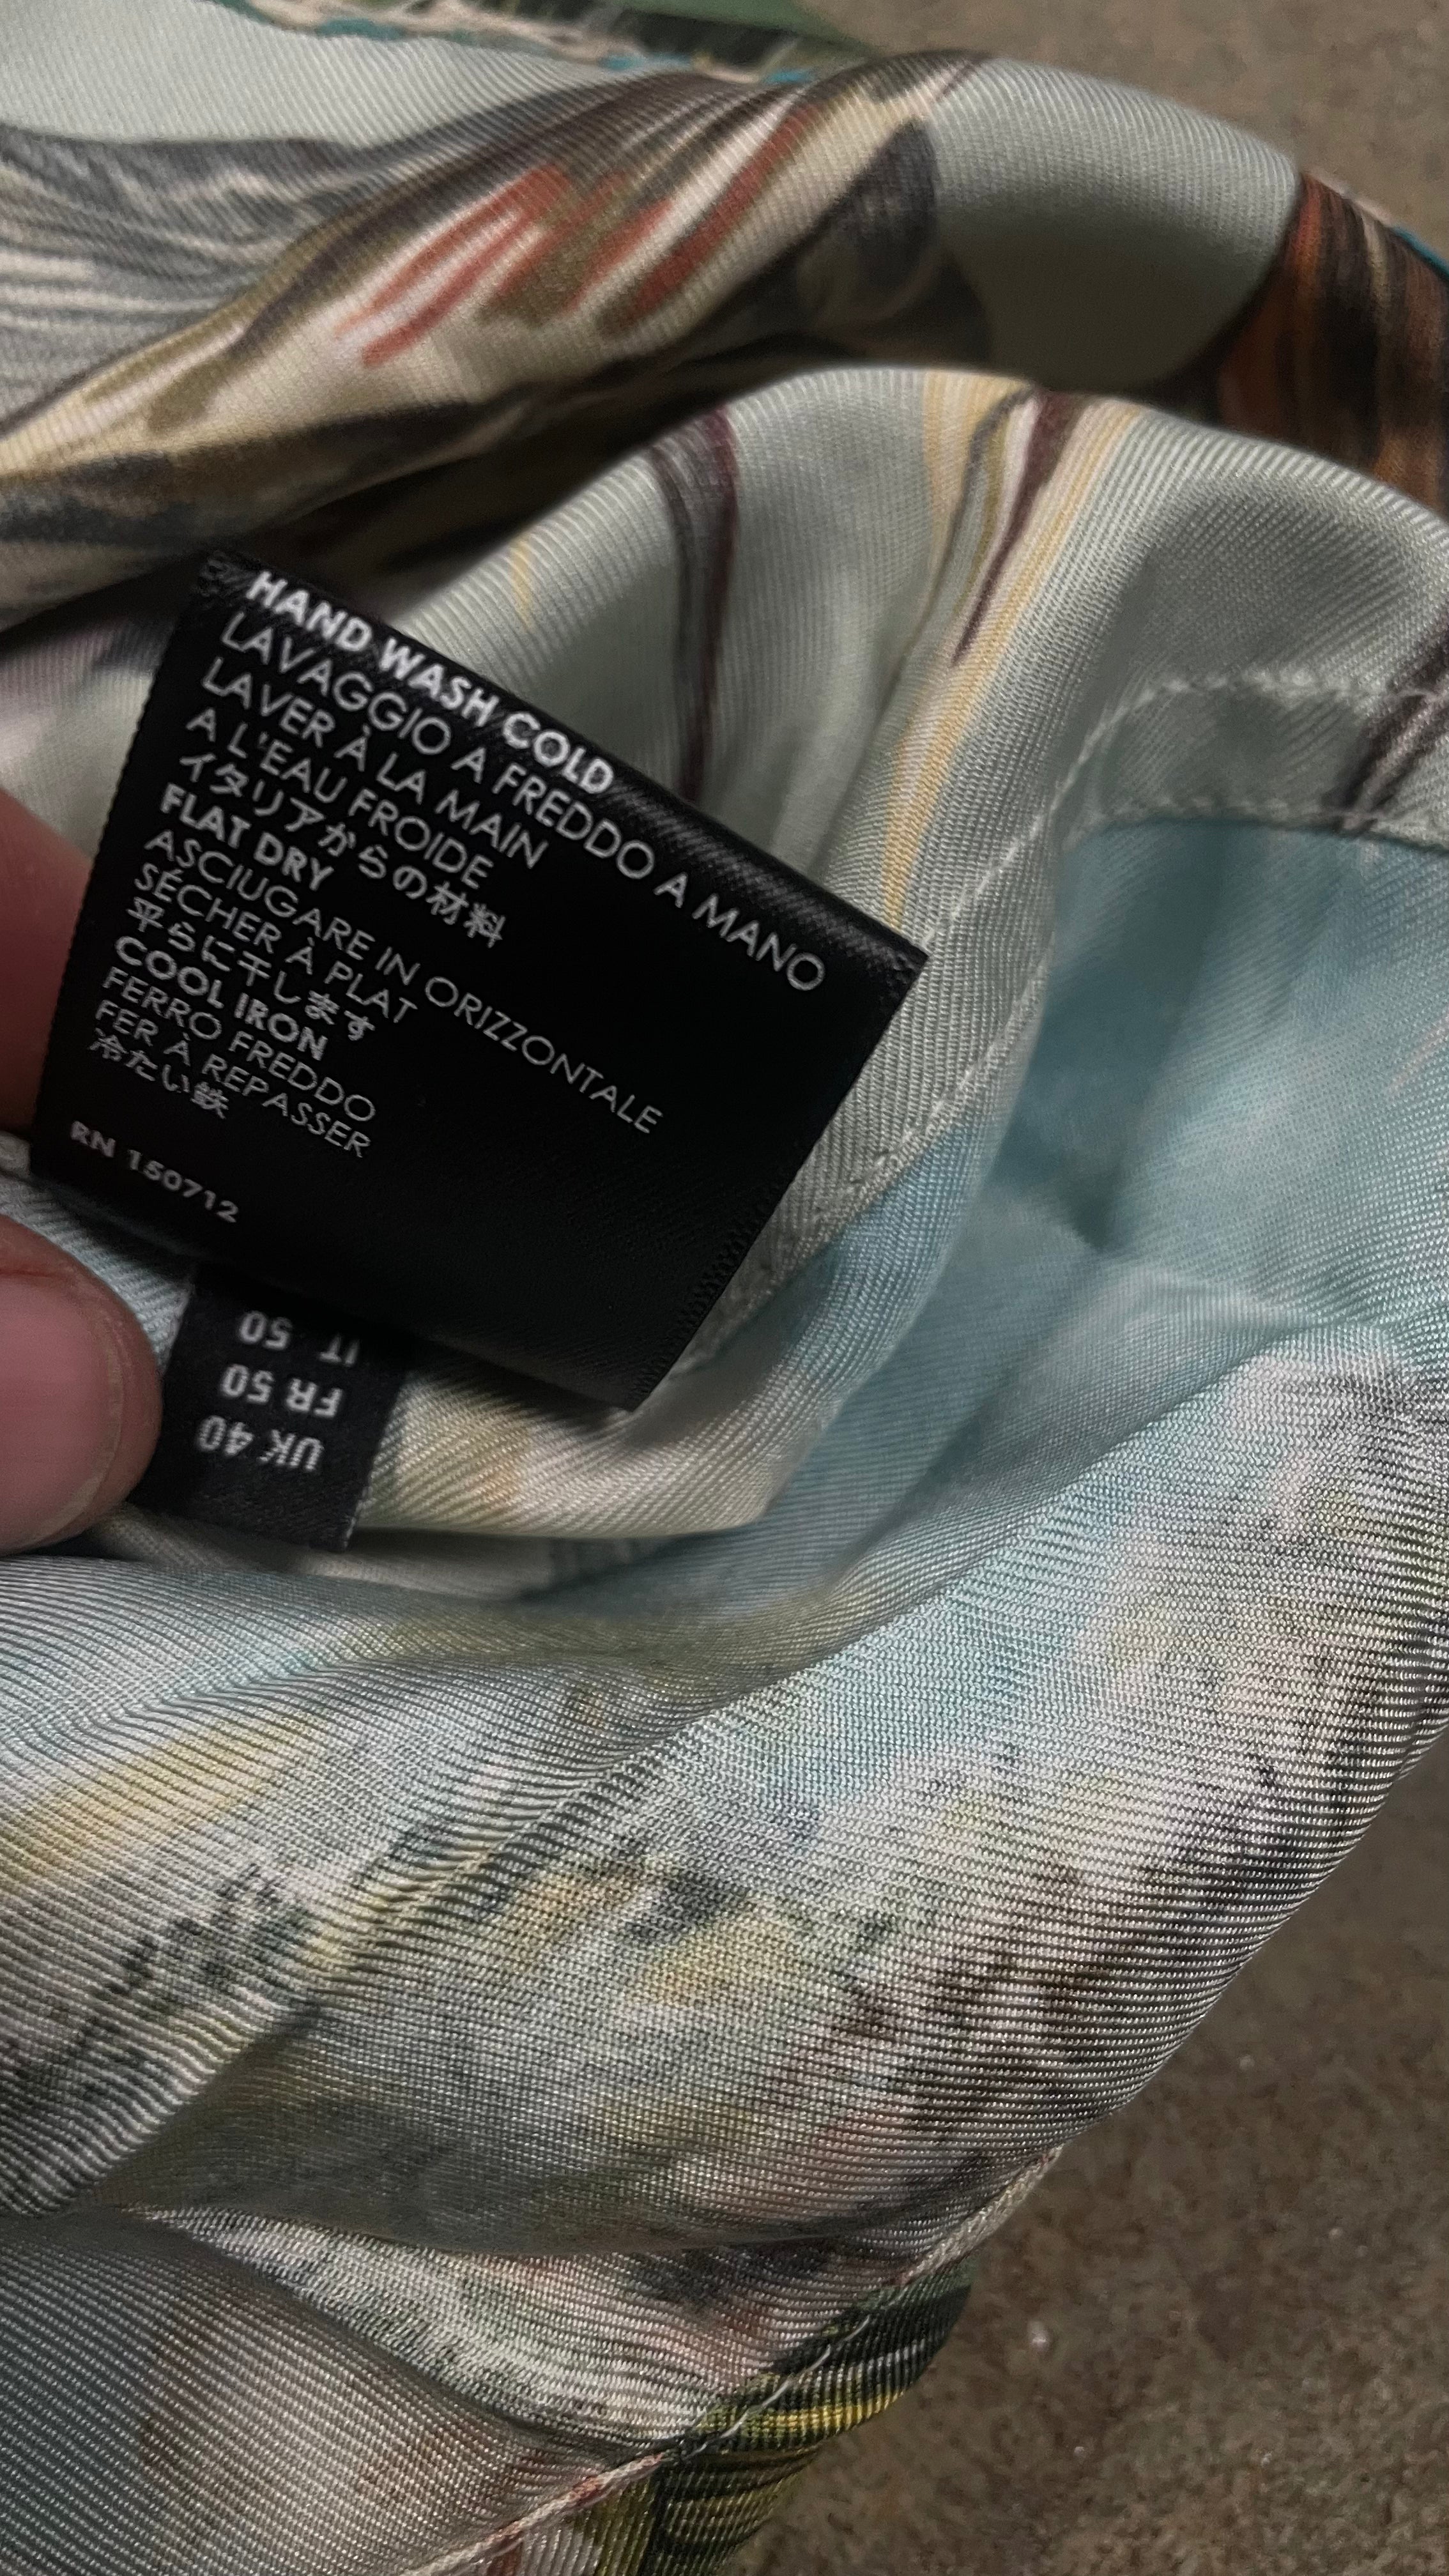 HAND WASH COLD
LAVAGGIO A FREDDO A MANO
LAVER À LA MAIN
A L'EAU FROIDE
イタリアからの材料
FLAT DRY
ASCIUGARE IN ORIZZONTALE
SÉCHER À PLAT
平らに干します
COOL IRON
FERRO FREDDO
FER À REPASSER
冷たい鉄
RN 150712
UK 40
FR 50
IT 50